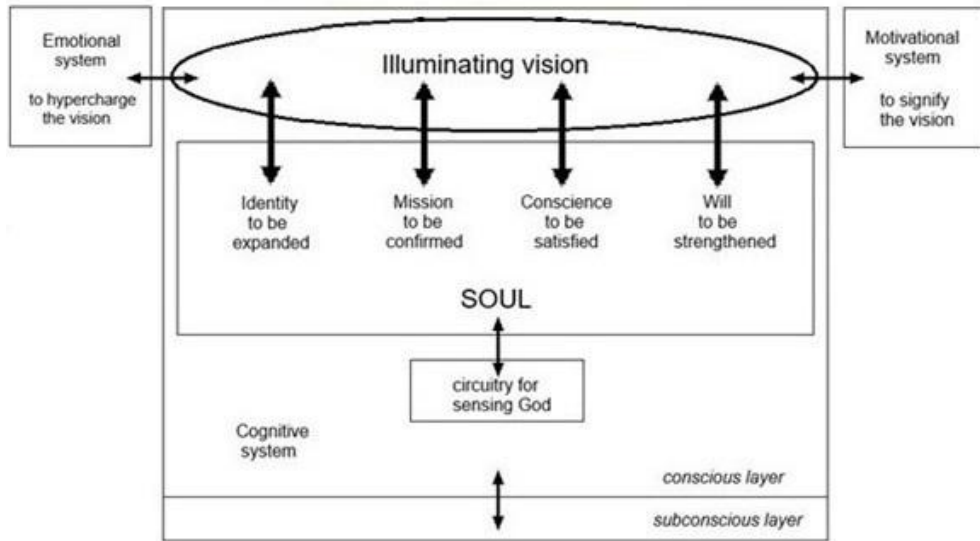 Emotional
system
to hypercharge
the vision
Illuminating vision
Motivational
system
to signify
the vision
Identity
to be
expanded
Mission
to be
confirmed
Conscience
to be
satisfied
Will
to be
strengthened
SOUL
circuitry for
sensing God
Cognitive
system
conscious layer
subconscious layer